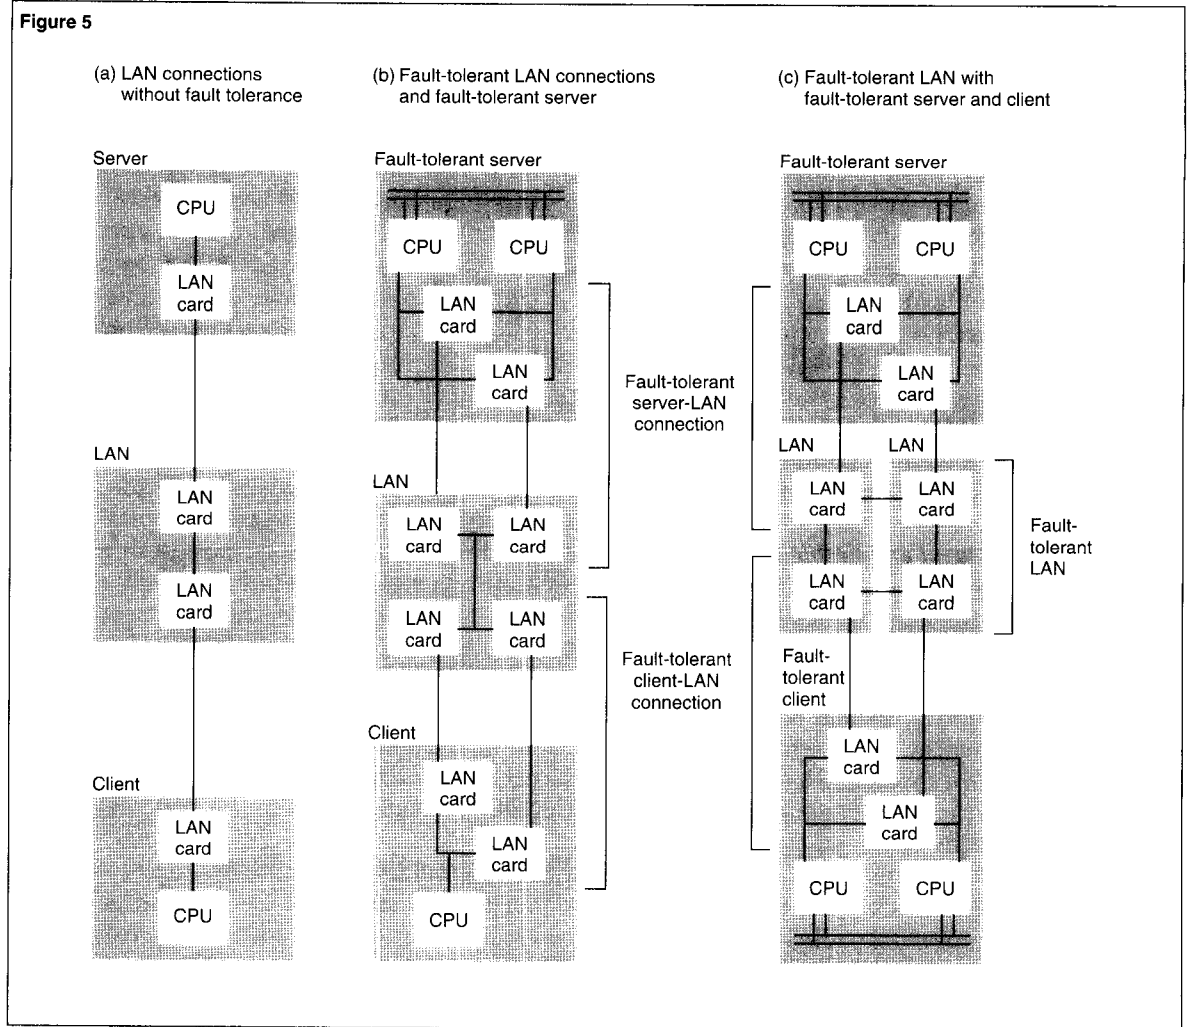 Figure 5
(a) LAN connections
without fault tolerance
Server
CPU
LAN
card
LAN
LAN
card
LAN
card
Client
LAN
card
CPU
(b) Fault-tolerant LAN connections
and fault-tolerant server
Fault-tolerant server
CPU
CPU
LAN
card
LAN
card
Fault-tolerant
server-LAN
connection
LAN
LAN
card
LAN
card
LAN
card
LAN
card
Fault-tolerant
client-LAN
connection
Client
LAN
card
LAN
card
CPU
(c) Fault-tolerant LAN with
fault-tolerant server and client
Fault-tolerant server
CPU
CPU
LAN
card
LAN
card
LAN
LAN
LAN
card
LAN
card
LAN
card
LAN
card
Fault-
tolerant
LAN
Fault-
tolerant
client
LAN
card
LAN
card
CPU
CPU